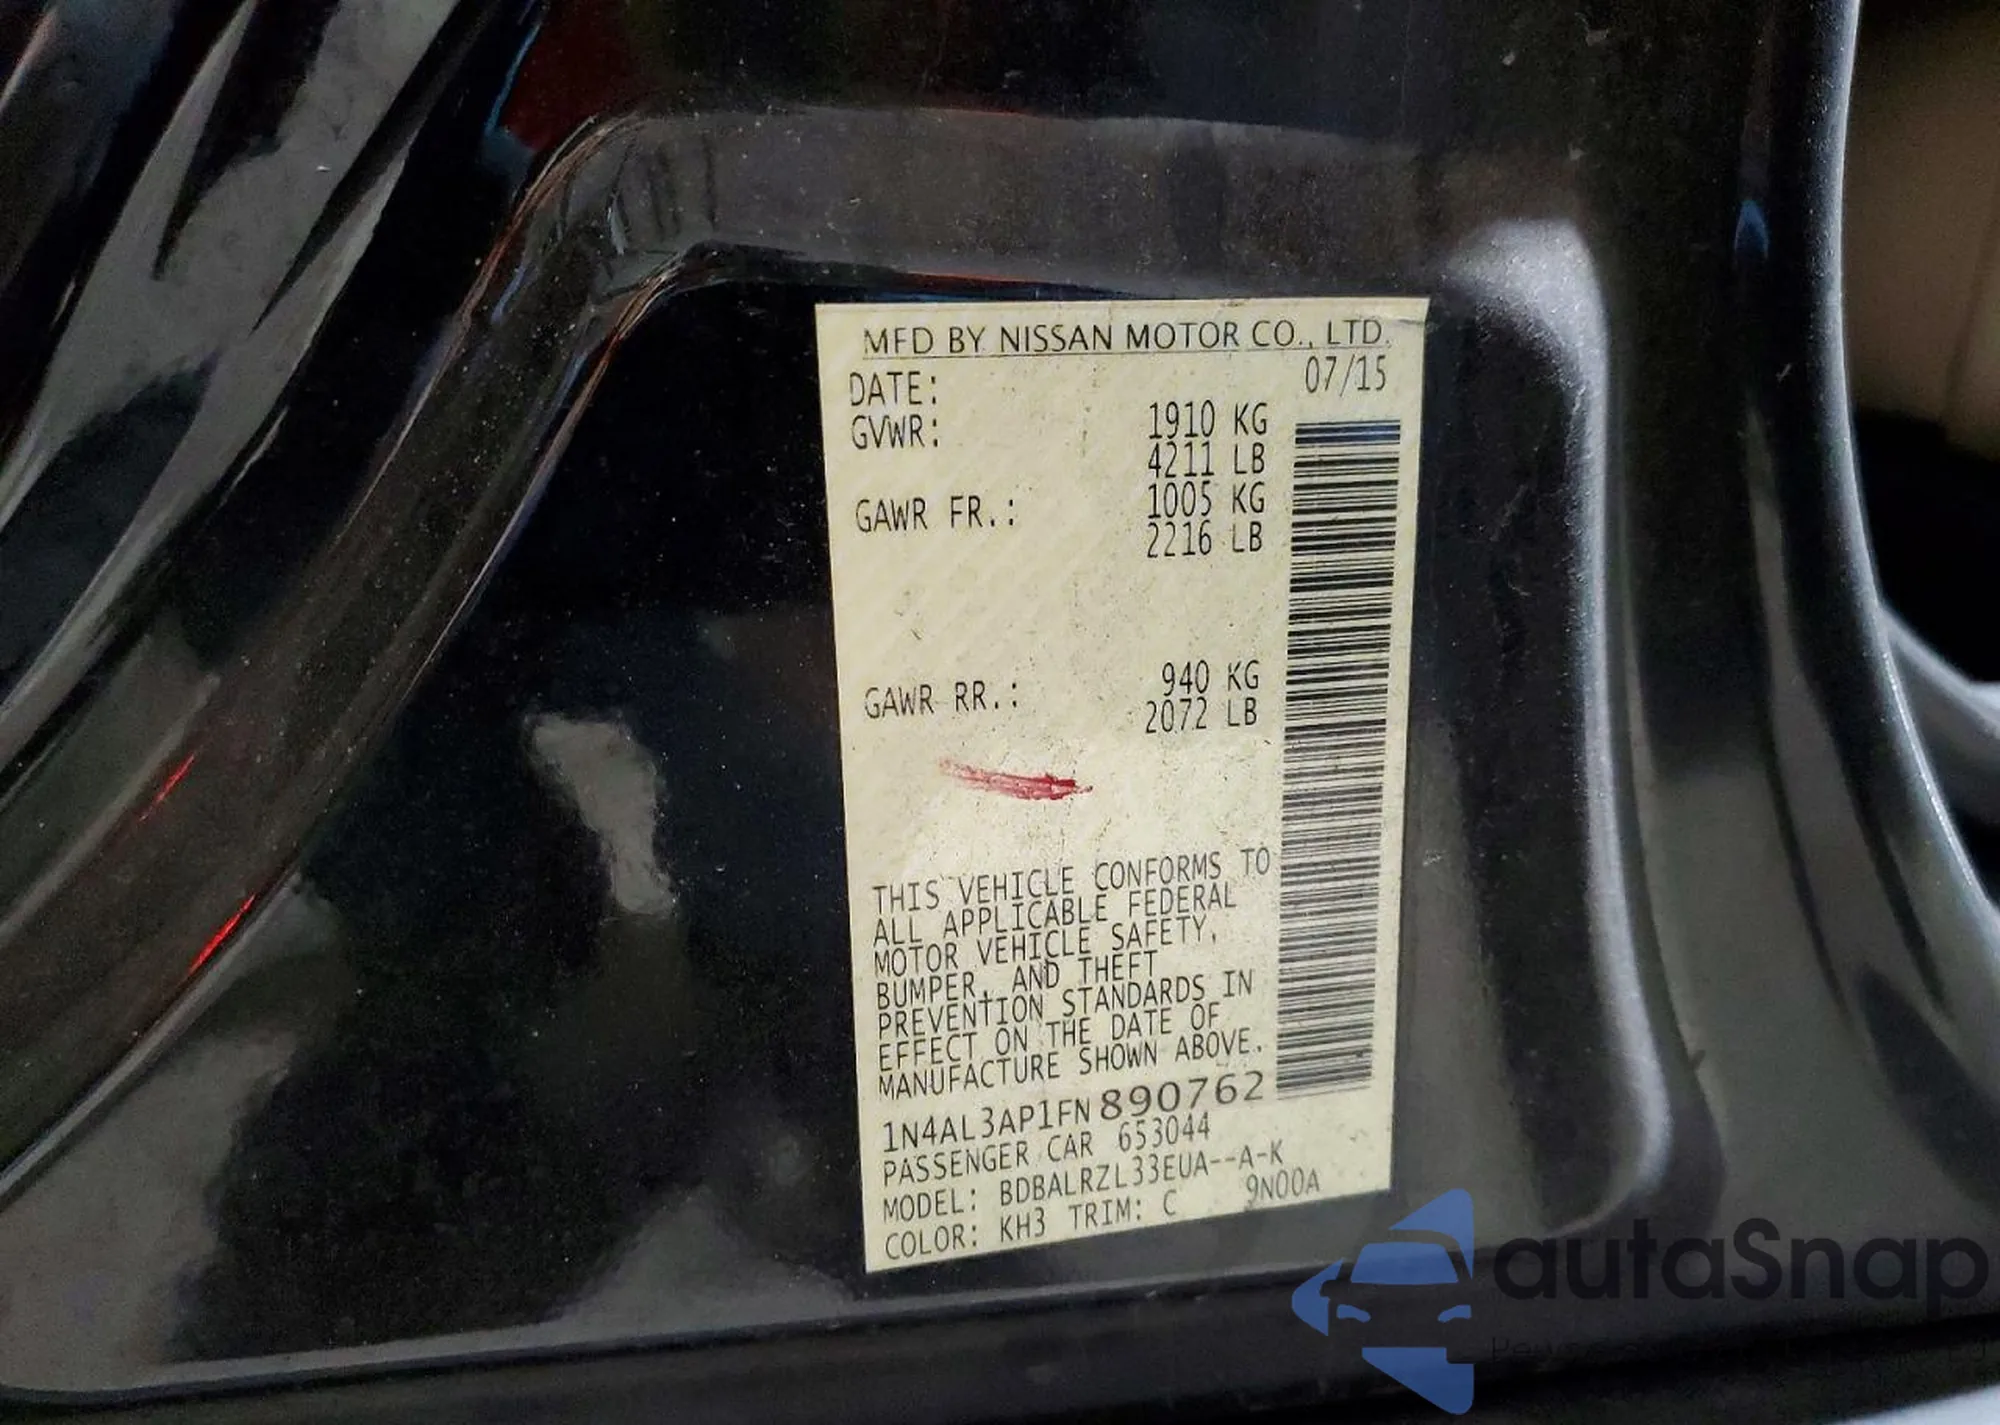 MFD BY NISSAN MOTOR CO., LTD.
DATE: 07/15
GVWR: 1910 KG
4211 LB
GAWR FR.: 1005 KG
2216 LB
GAWR RR.: 940 KG
2072 LB
THIS VEHICLE CONFORMS TO
ALL APPLICABLE FEDERAL
MOTOR VEHICLE SAFETY,
BUMPER, AND THEFT
PREVENTION STANDARDS IN
EFFECT ON THE DATE OF
MANUFACTURE SHOWN ABOVE.
1N4AL3AP1FN890762
PASSENGER CAR 653044
MODEL: BDBALRZL33EUA--A-K
COLOR: KH3 TRIM: C 9N00A
autaSnap